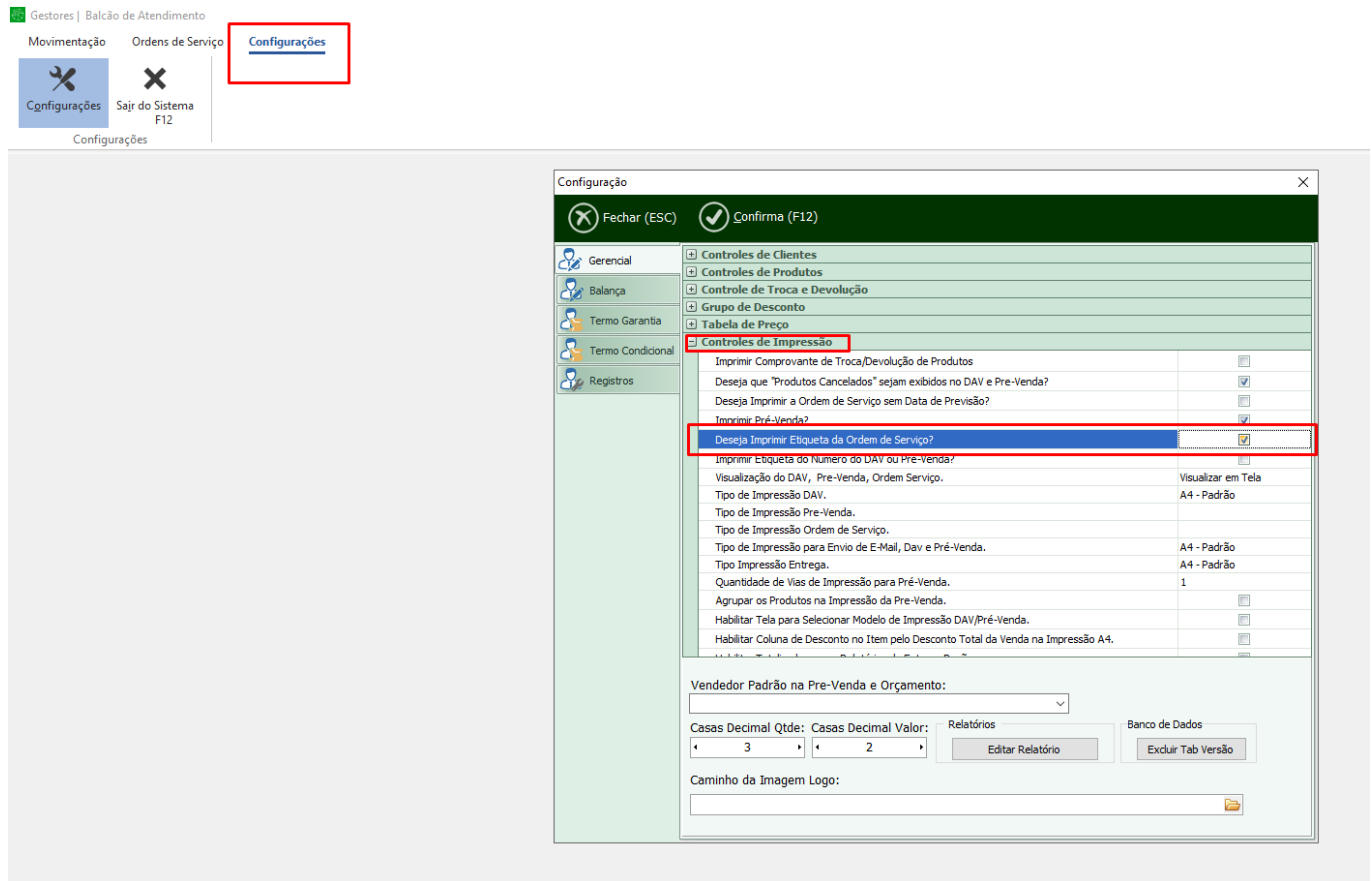 Gestores | Balcão de Atendimento
Movimentação Ordens de Serviço Configurações
Configurações Sair do Sistema F12
Configurações
Configuração
Fechar (ESC) Confirma (F12)
Gerencial
Balança
Termo Garantia
Termo Condicional
Registros
Controles de Clientes
Controles de Produtos
Controle de Troca e Devolução
Grupo de Desconto
Tabela de Preço
Controles de Impressão
Imprimir Comprovante de Troca/Devolução de Produtos
Deseja que "Produtos Cancelados" sejam exibidos no DAV e Pre-Venda?
Deseja Imprimir a Ordem de Serviço sem Data de Previsão?
Imprimir Pré-Venda?
Deseja Imprimir Etiqueta da Ordem de Serviço?
Imprimir Etiqueta do Numero do DAV ou Pre-Venda?
Visualização do DAV, Pre-Venda, Ordem Serviço. Visualizar em Tela
Tipo de Impressão DAV. A4 - Padrão
Tipo de Impressão Pre-Venda.
Tipo de Impressão Ordem de Serviço.
Tipo de Impressão para Envio de E-Mail, Dav e Pré-Venda. A4 - Padrão
Tipo Impressão Entrega. A4 - Padrão
Quantidade de Vias de Impressão para Pré-Venda. 1
Agrupar os Produtos na Impressão da Pre-Venda.
Habilitar Tela para Selecionar Modelo de Impressão DAV/Pré-Venda.
Habilitar Coluna de Desconto no Item pelo Desconto Total da Venda na Impressão A4.
Vendedor Padrão na Pre-Venda e Orçamento:
Casas Decimal Qtde: Casas Decimal Valor: Relatórios Banco de Dados
3 2 Editar Relatório Excluir Tab Versão
Caminho da Imagem Logo: